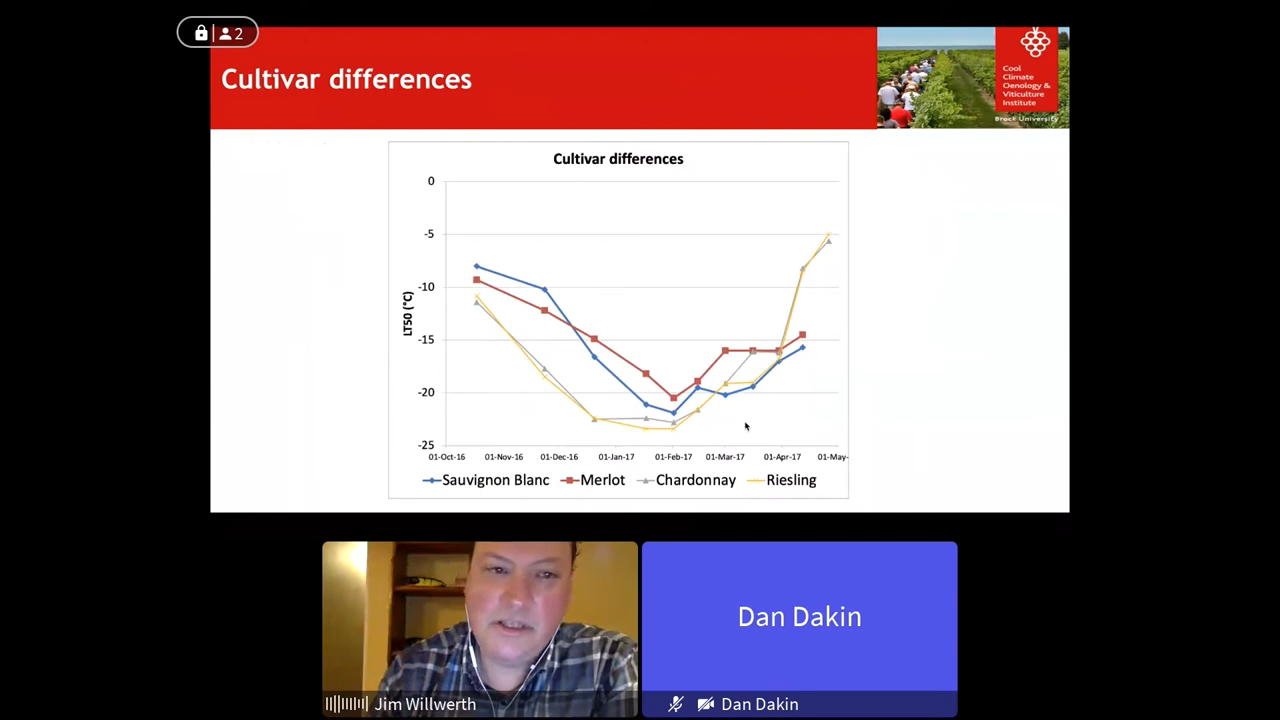 2
Cultivar differences
Cool
Climate
Oenology &
Viticulture
Institute
Brock University
Cultivar differences
0
-5
-10
-15
-20
-25
LT50 (°C)
01-Oct-16 01-Nov-16 01-Dec-16 01-Jan-17 01-Feb-17 01-Mar-17 01-Apr-17 01-May-
Sauvignon Blanc Merlot Chardonnay Riesling
Dan Dakin
Jim Willwerth
Dan Dakin